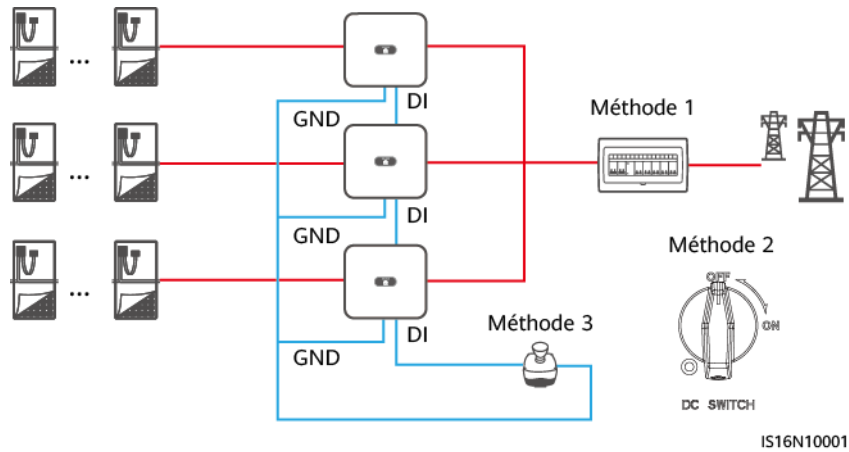 ...
DI
GND
Méthode 1
...
DI
GND
Méthode 2
OFF
ON
...
DI
GND
Méthode 3
DC SWITCH
IS16N10001